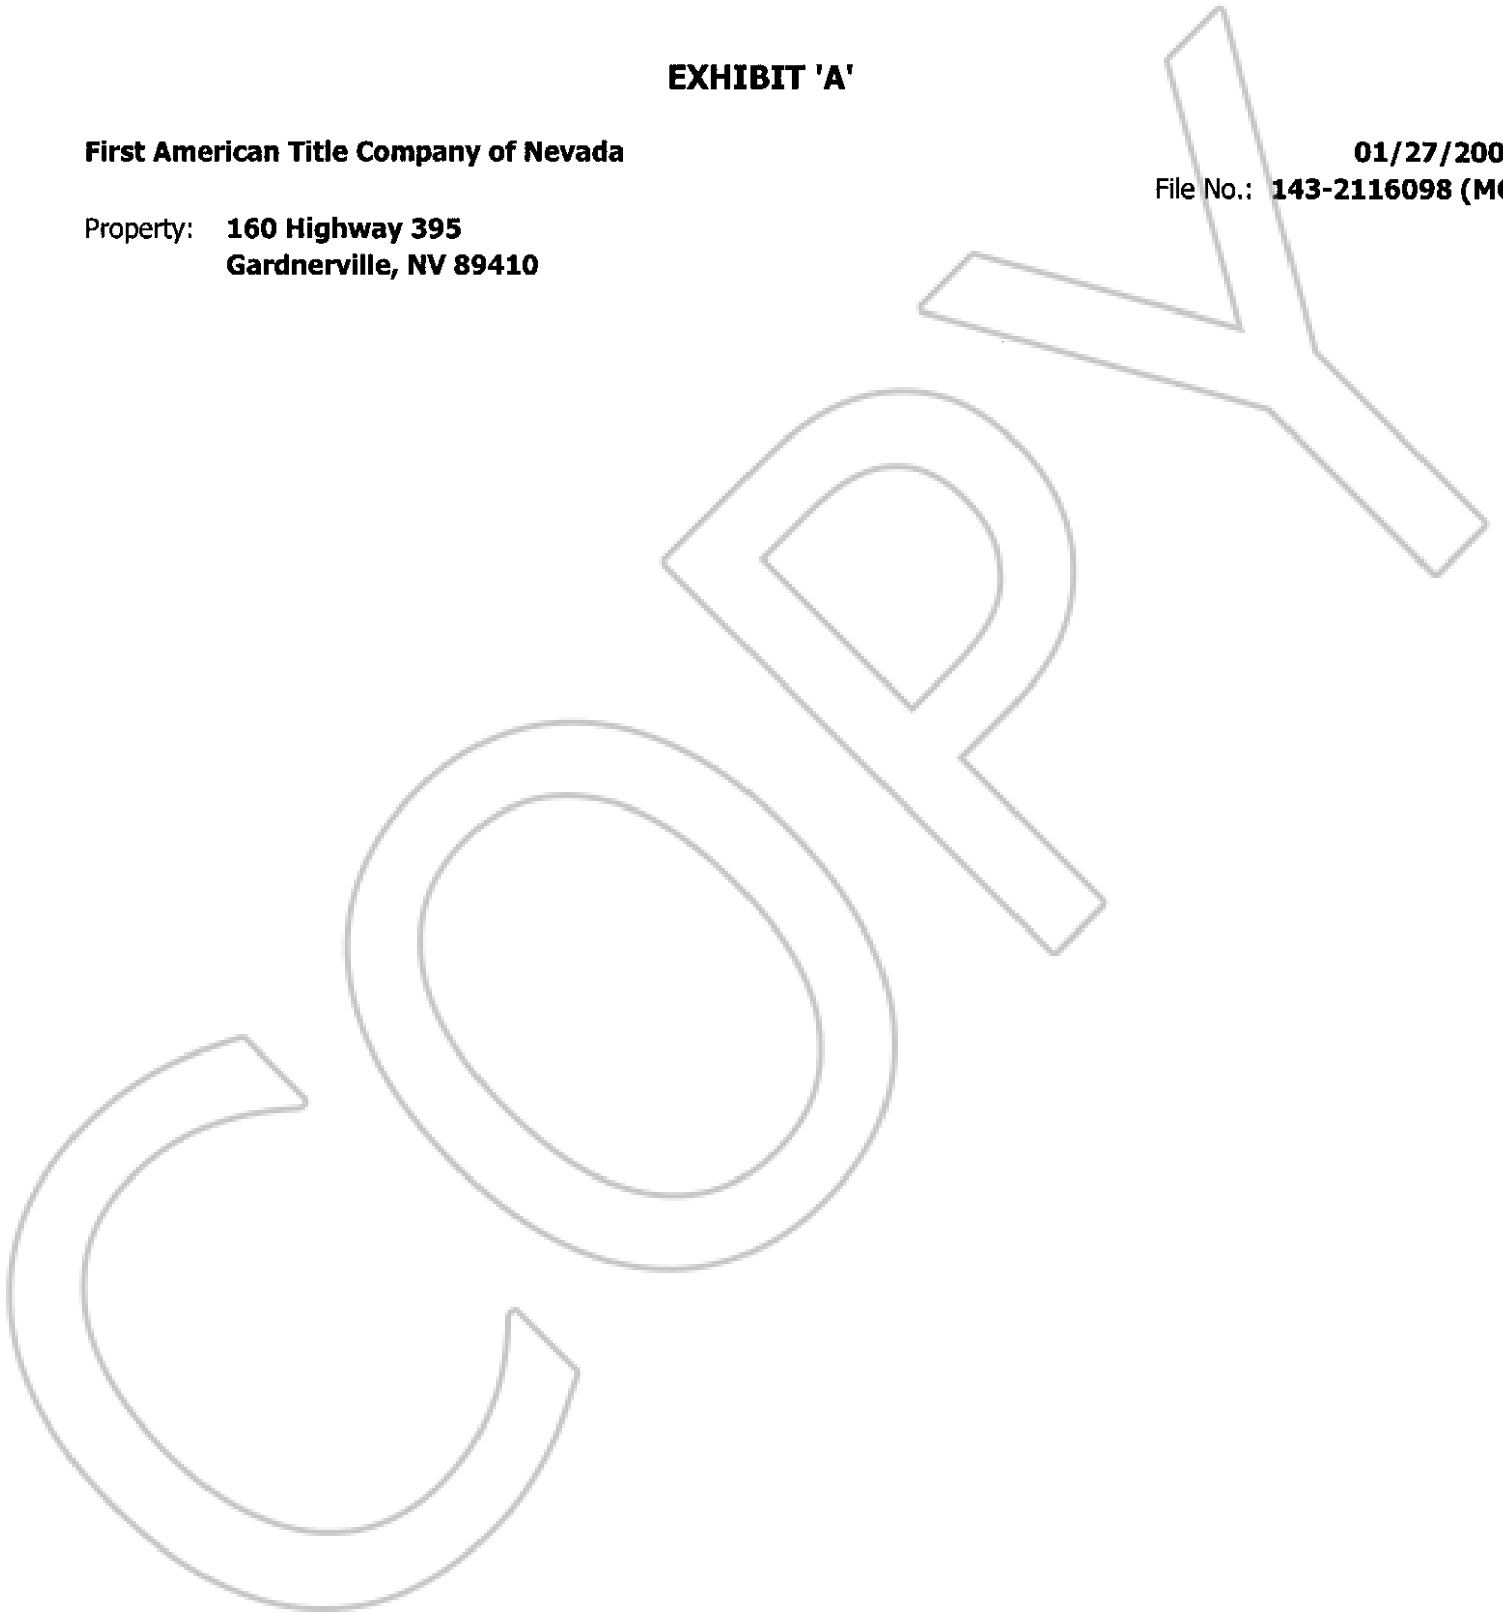 EXHIBIT 'A'
First American Title Company of Nevada
01/27/200
File No.: 143-2116098 (M
Property: 160 Highway 395
Gardnerville, NV 89410
COPY